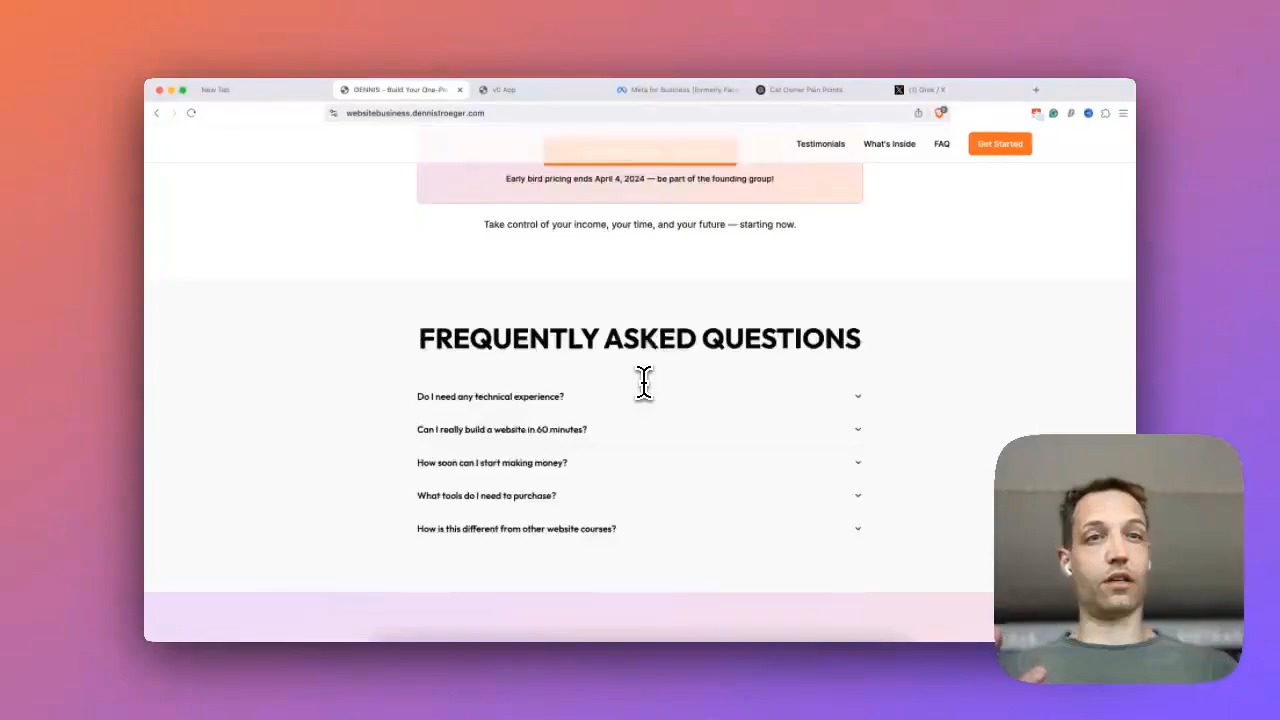 New Tab
DENNIS - Build Your One-Pe
v0 App
Meta for Business (formerly Fac
Cat Owner Pain Points
(1) Grok / X
websitebusiness.dennistroeger.com
Testimonials
What's Inside
FAQ
Get Started
Early bird pricing ends April 4, 2024 — be part of the founding group!
Take control of your income, your time, and your future — starting now.
FREQUENTLY ASKED QUESTIONS
Do I need any technical experience?
Can I really build a website in 60 minutes?
How soon can I start making money?
What tools do I need to purchase?
How is this different from other website courses?